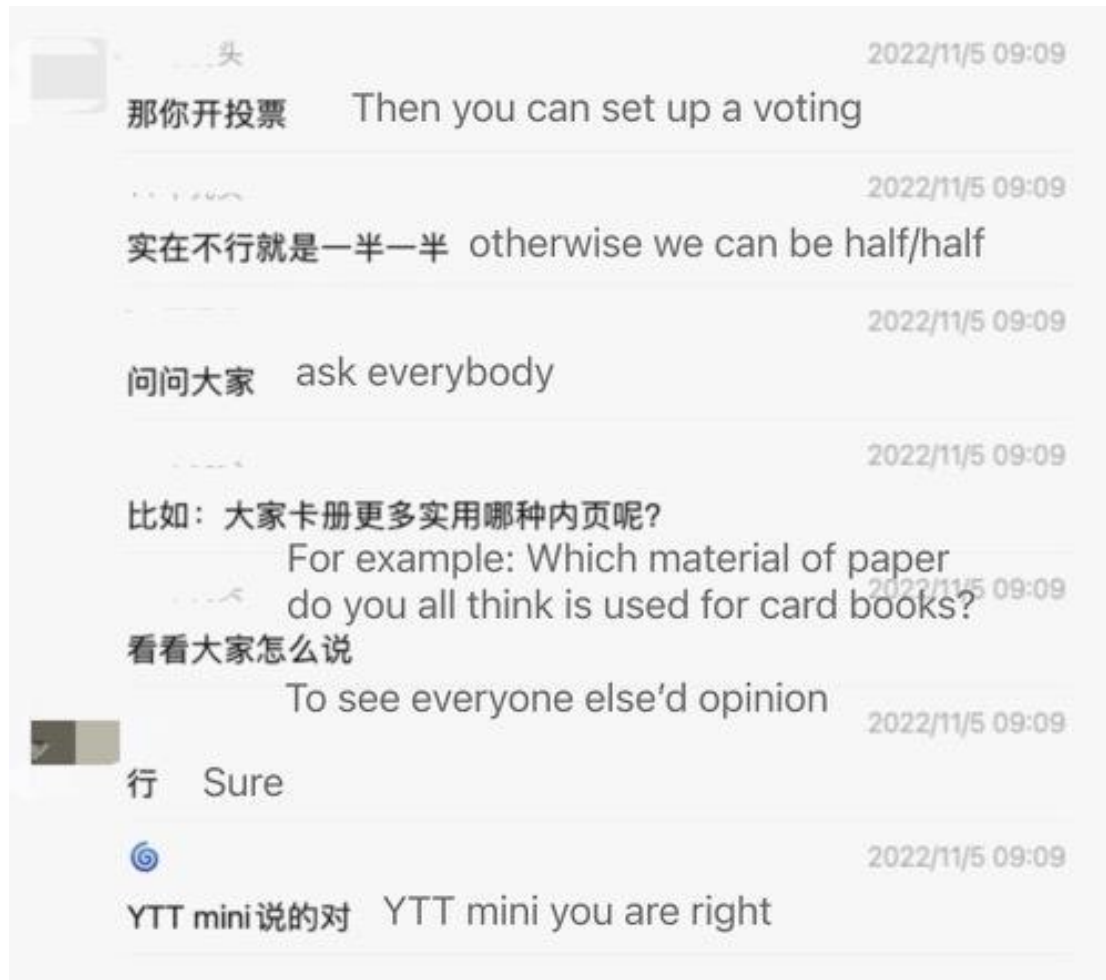 头 2022/11/5 09:09
那你开投票 Then you can set up a voting
2022/11/5 09:09
实在不行就是一半一半 otherwise we can be half/half
2022/11/5 09:09
问问大家 ask everybody
2022/11/5 09:09
比如：大家卡册更多实用哪种内页呢?
For example: Which material of paper
2022/11/5 09:09
do you all think is used for card books?
看看大家怎么说
To see everyone else'd opinion
2022/11/5 09:09
行 Sure
🌀 2022/11/5 09:09
YTT mini说的对 YTT mini you are right